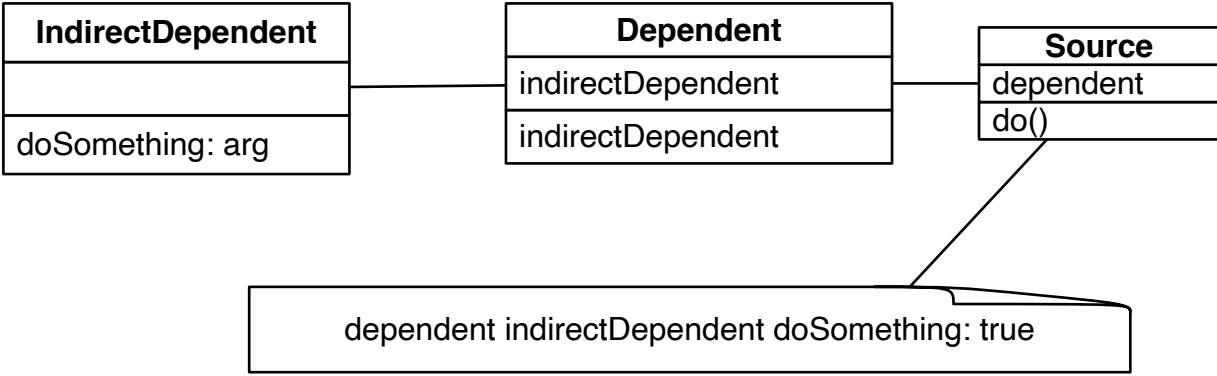 IndirectDependent
doSomething: arg
Dependent
indirectDependent
indirectDependent
Source
dependent
do()
dependent indirectDependent doSomething: true